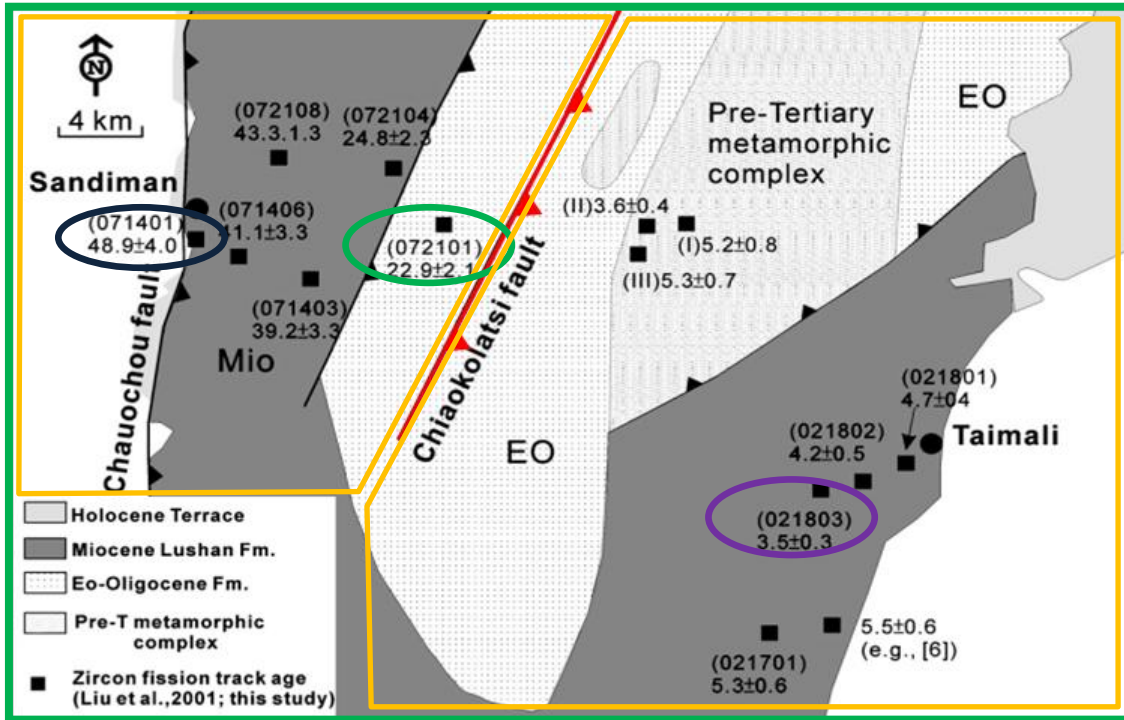 N
4 km
EO
(072108)
43.3.1.3
(072104)
24.8±2.3
Pre-Tertiary
metamorphic
complex
Sandiman
(071401)
48.9±4.0
(071406)
41.1±3.3
(072101)
22.9±2.1
(II)3.6±0.4
(I)5.2±0.8
(III)5.3±0.7
(071403)
39.2±3.3
Mio
Chauochou fault
Chiaokolatsi fault
EO
(021801)
4.7±04
Taimali
(021802)
4.2±0.5
(021803)
3.5±0.3
5.5±0.6
(e.g., [6])
(021701)
5.3±0.6
Holocene Terrace
Miocene Lushan Fm.
Eo-Oligocene Fm.
Pre-T metamorphic
complex
Zircon fission track age
(Liu et al.,2001; this study)